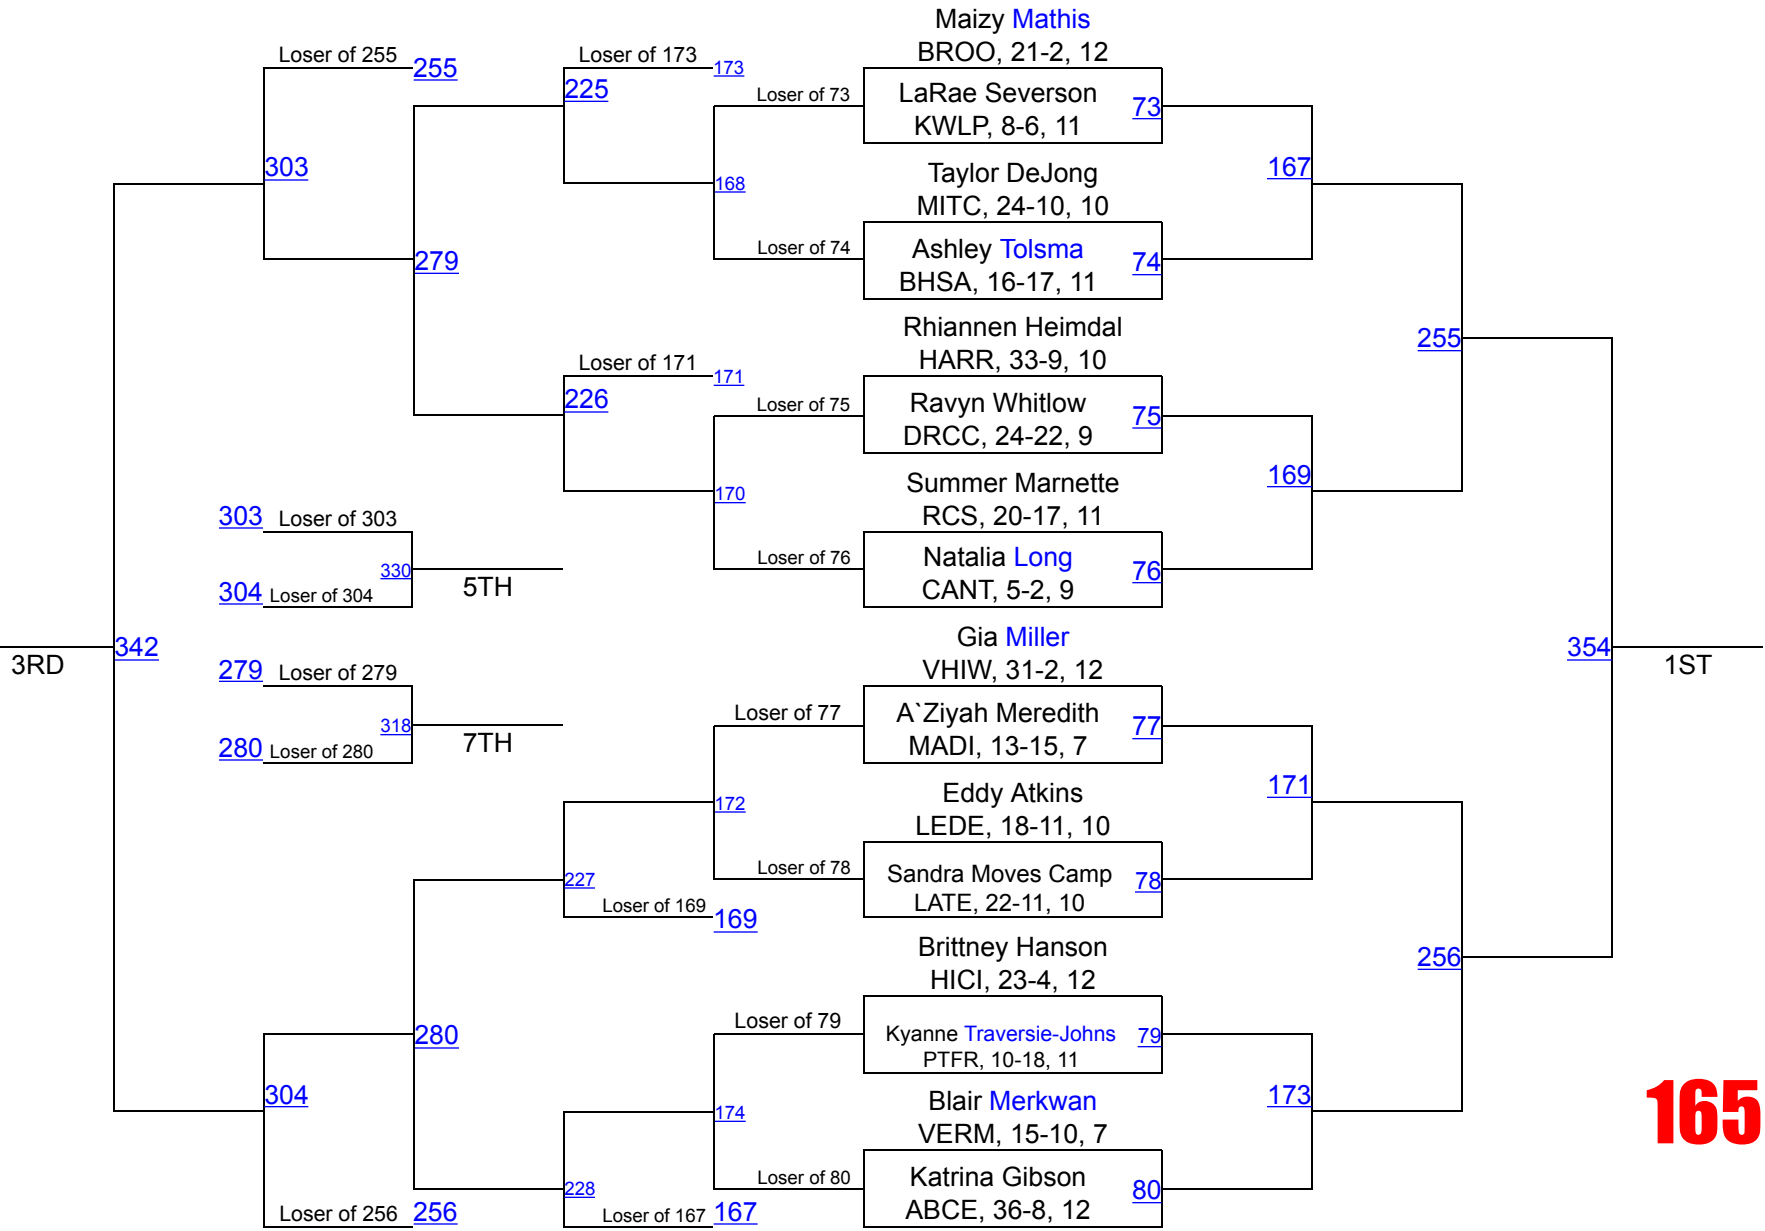 Maizy Mathis
BROO, 21-2, 12
Loser of 255
255
Loser of 173
173
225
Loser of 73
LaRae Severson
KWLP, 8-6, 11
73
303
168
Taylor DeJong
MITC, 24-10, 10
167
279
Loser of 74
Ashley Tolsma
BHSA, 16-17, 11
74
Rhiannen Heimdal
HARR, 33-9, 10
255
Loser of 171
171
226
Loser of 75
Ravyn Whitlow
DRCC, 24-22, 9
75
170
Summer Marnette
RCS, 20-17, 11
169
303
Loser of 303
330
5TH
304
Loser of 304
Loser of 76
Natalia Long
CANT, 5-2, 9
76
Gia Miller
VHIW, 31-2, 12
3RD
342
354
1ST
279
Loser of 279
318
7TH
280
Loser of 280
Loser of 77
A`Ziyah Meredith
MADI, 13-15, 7
77
172
Eddy Atkins
LEDE, 18-11, 10
171
227
Loser of 169
169
Loser of 78
Sandra Moves Camp
LATE, 22-11, 10
78
Brittney Hanson
HICI, 23-4, 12
256
280
Loser of 79
Kyanne Traversie-Johns
PTFR, 10-18, 11
79
304
174
Blair Merkwan
VERM, 15-10, 7
173
165
228
Loser of 80
Katrina Gibson
ABCE, 36-8, 12
80
Loser of 256
256
Loser of 167
167